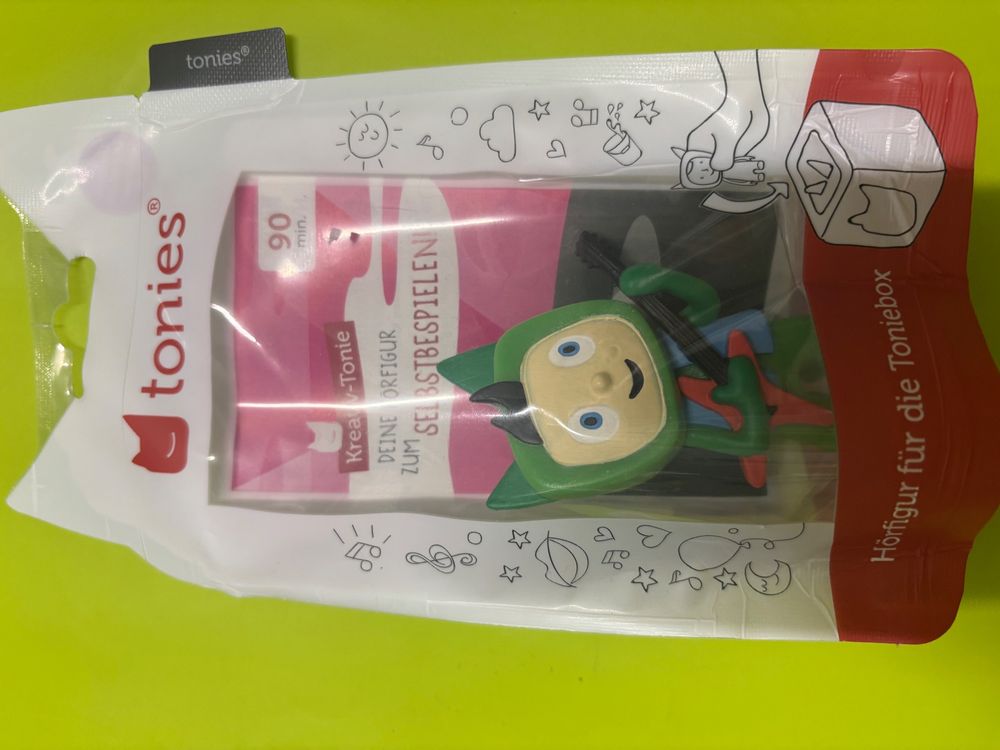 tonies®
tonies®
90
min.
Kreativ-Tonie
DEINE HÖRFIGUR
ZUM
SELBSTBESPIELEN!
Hörfigur für die Toniebox